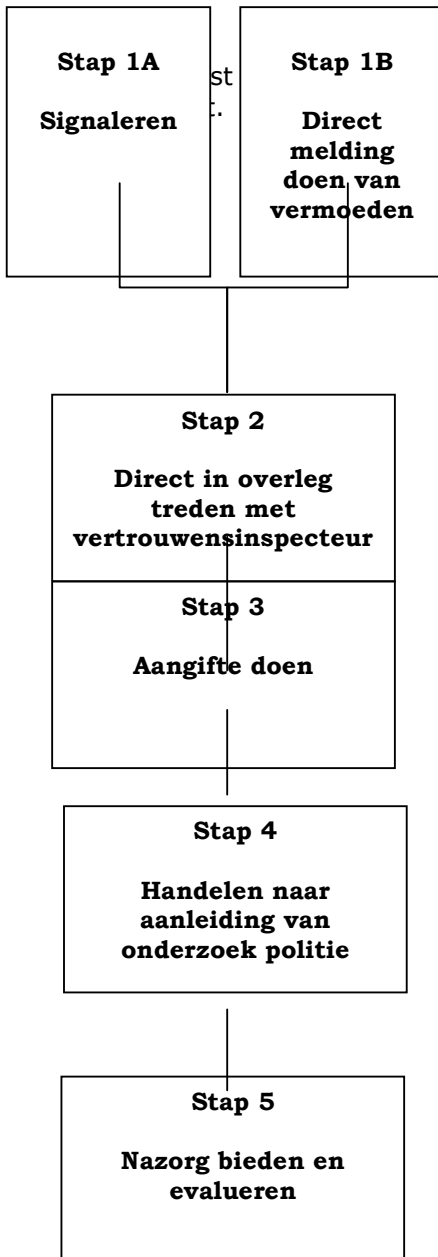 Stap 1A
Signaleren
st
t.
Stap 1B
Direct
melding
doen van
vermoeden
Stap 2
Direct in overleg
treden met
vertrouwensinspecteur
Stap 3
Aangifte doen
Stap 4
Handelen naar
aanleiding van
onderzoek politie
Stap 5
Nazorg bieden en
evalueren